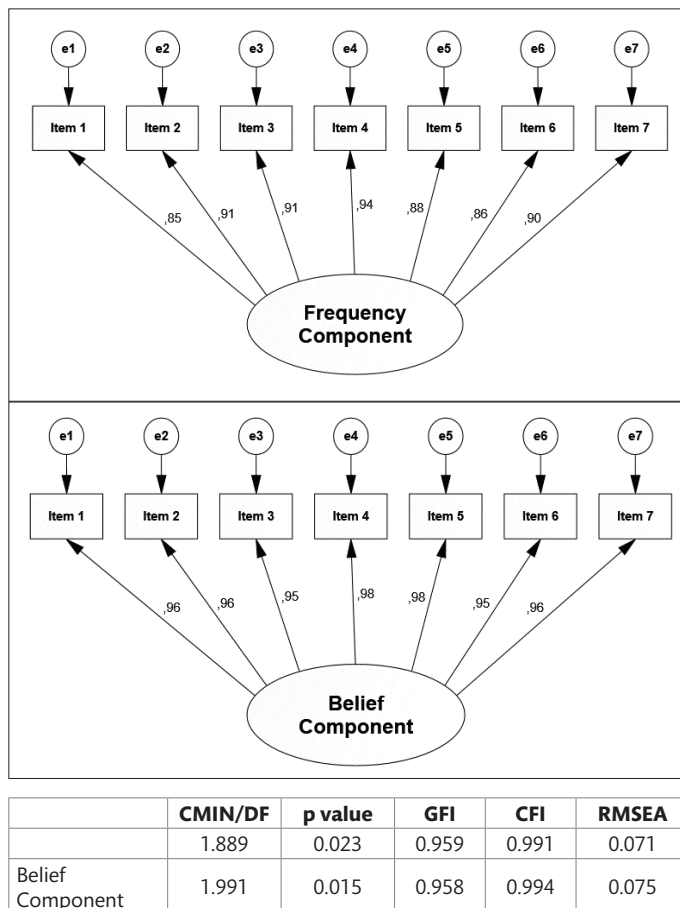 e1 e2 e3 e4 e5 e6 e7
Item 1 Item 2 Item 3 Item 4 Item 5 Item 6 Item 7
,85 ,91 ,91 ,94 ,88 ,86 ,90
Frequency
Component
e1 e2 e3 e4 e5 e6 e7
Item 1 Item 2 Item 3 Item 4 Item 5 Item 6 Item 7
,96 ,96 ,95 ,98 ,98 ,95 ,96
Belief
Component
CMIN/DF p value GFI CFI RMSEA
1.889 0.023 0.959 0.991 0.071
Belief
Component 1.991 0.015 0.958 0.994 0.075